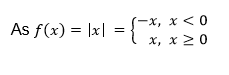 As f(x) = |x| = {−x, x < 0
x, x ≥ 0